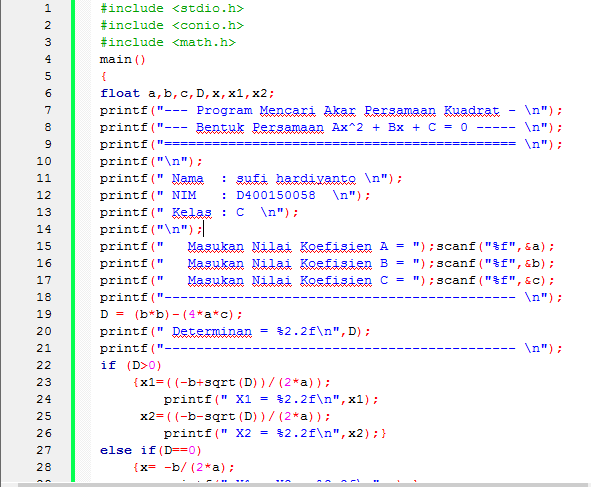 1 #include <stdio.h>
2 #include <conio.h>
3 #include <math.h>
4 main()
5 {
6 float a,b,c,D,x,x1,x2;
7 printf("--- Program Mencari Akar Persamaan Kuadrat - \n");
8 printf("--- Bentuk Persamaan Ax^2 + Bx + C = 0 ----- \n");
9 printf("============================================ \n");
10 printf("\n");
11 printf(" Nama  : sufi hardiyanto \n");
12 printf(" NIM   : D400150058  \n");
13 printf(" Kelas : C  \n");
14 printf("\n");
15 printf("   Masukan Nilai Koefisien A = ");scanf("%f",&a);
16 printf("   Masukan Nilai Koefisien B = ");scanf("%f",&b);
17 printf("   Masukan Nilai Koefisien C = ");scanf("%f",&c);
18 printf("-------------------------------------------- \n");
19 D = (b*b)-(4*a*c);
20 printf(" Determinan = %2.2f\n",D);
21 printf("-------------------------------------------- \n");
22 if (D>0)
23     {x1=((-b+sqrt(D))/(2*a));
24         printf(" X1 = %2.2f\n",x1);
25      x2=((-b-sqrt(D))/(2*a));
26         printf(" X2 = %2.2f\n",x2);}
27 else if(D==0)
28     {x= -b/(2*a);